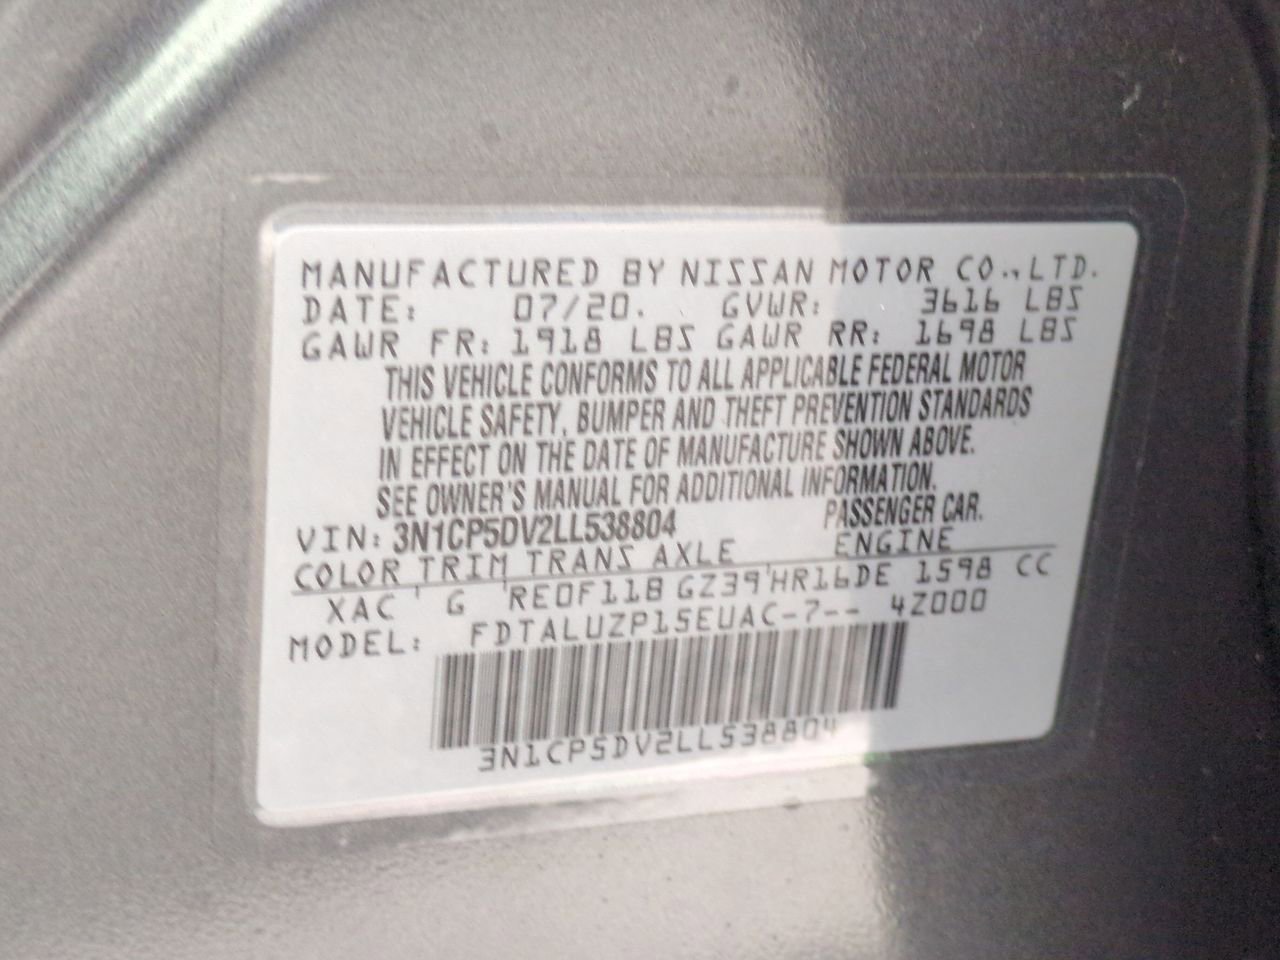 MANUFACTURED BY NISSAN MOTOR CO.,LTD.
DATE: 07/20. GVWR: 3616 LBS
GAWR FR: 1918 LBS GAWR RR: 1698 LBS
THIS VEHICLE CONFORMS TO ALL APPLICABLE FEDERAL MOTOR
VEHICLE SAFETY, BUMPER AND THEFT PREVENTION STANDARDS
IN EFFECT ON THE DATE OF MANUFACTURE SHOWN ABOVE.
SEE OWNER'S MANUAL FOR ADDITIONAL INFORMATION.
VIN: 3N1CP5DV2LL538804 PASSENGER CAR.
COLOR TRIM TRANS AXLE ENGINE
XAC G RE0F11B GZ39 HR16DE 1598 CC
MODEL: FDTALUZP15EUAC-7-- 4Z000
3N1CP5DV2LL538804